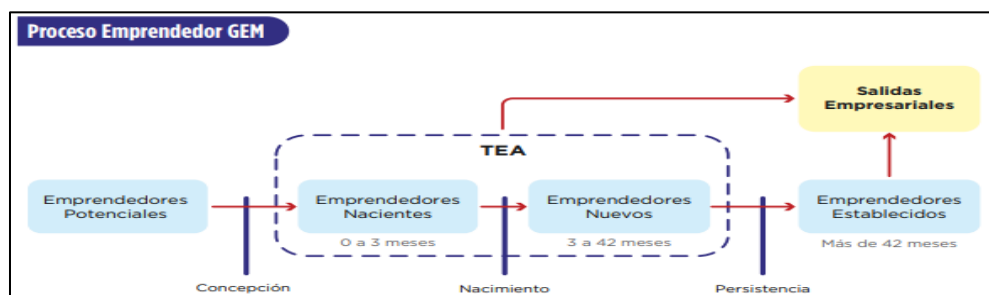 Proceso Emprendedor GEM
Salidas
Empresariales
TEA
Emprendedores
Potenciales
Emprendedores
Nacientes
Emprendedores
Nuevos
Emprendedores
Establecidos
0 a 3 meses
3 a 42 meses
Más de 42 meses
Concepción
Nacimiento
Persistencia